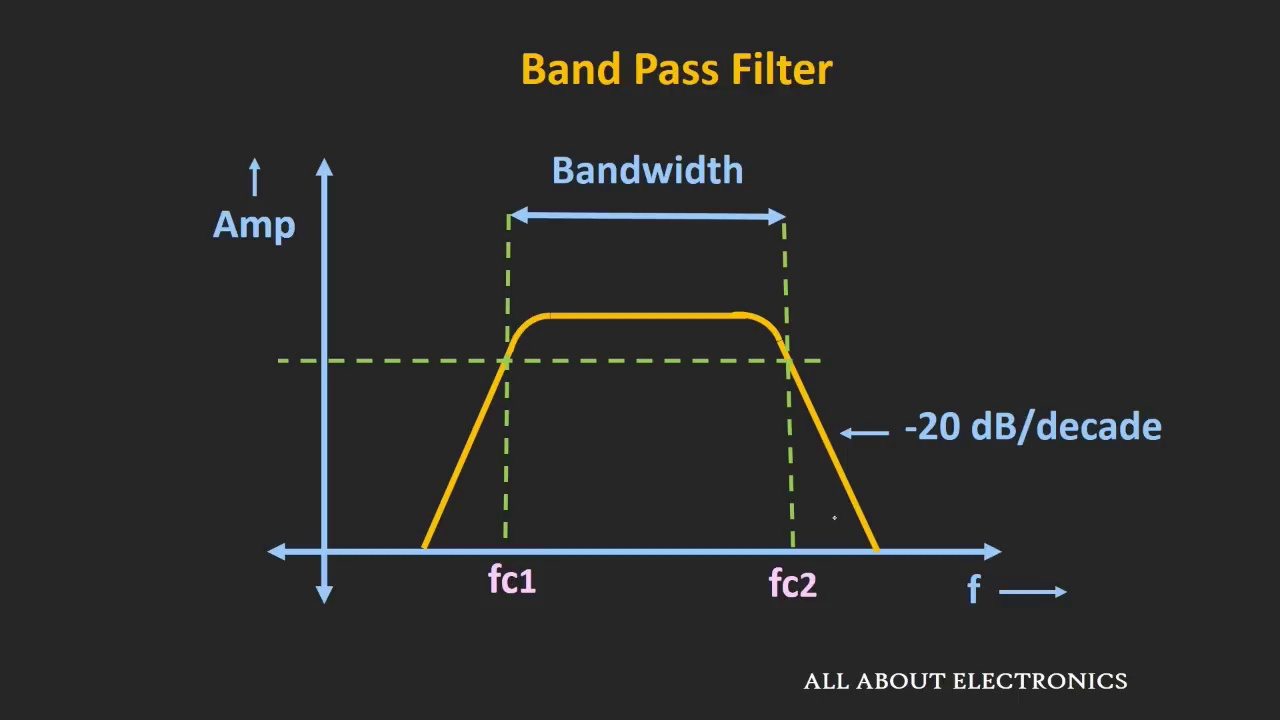 Band Pass Filter
Bandwidth
Amp
-20 dB/decade
fc1
fc2
f
ALL ABOUT ELECTRONICS